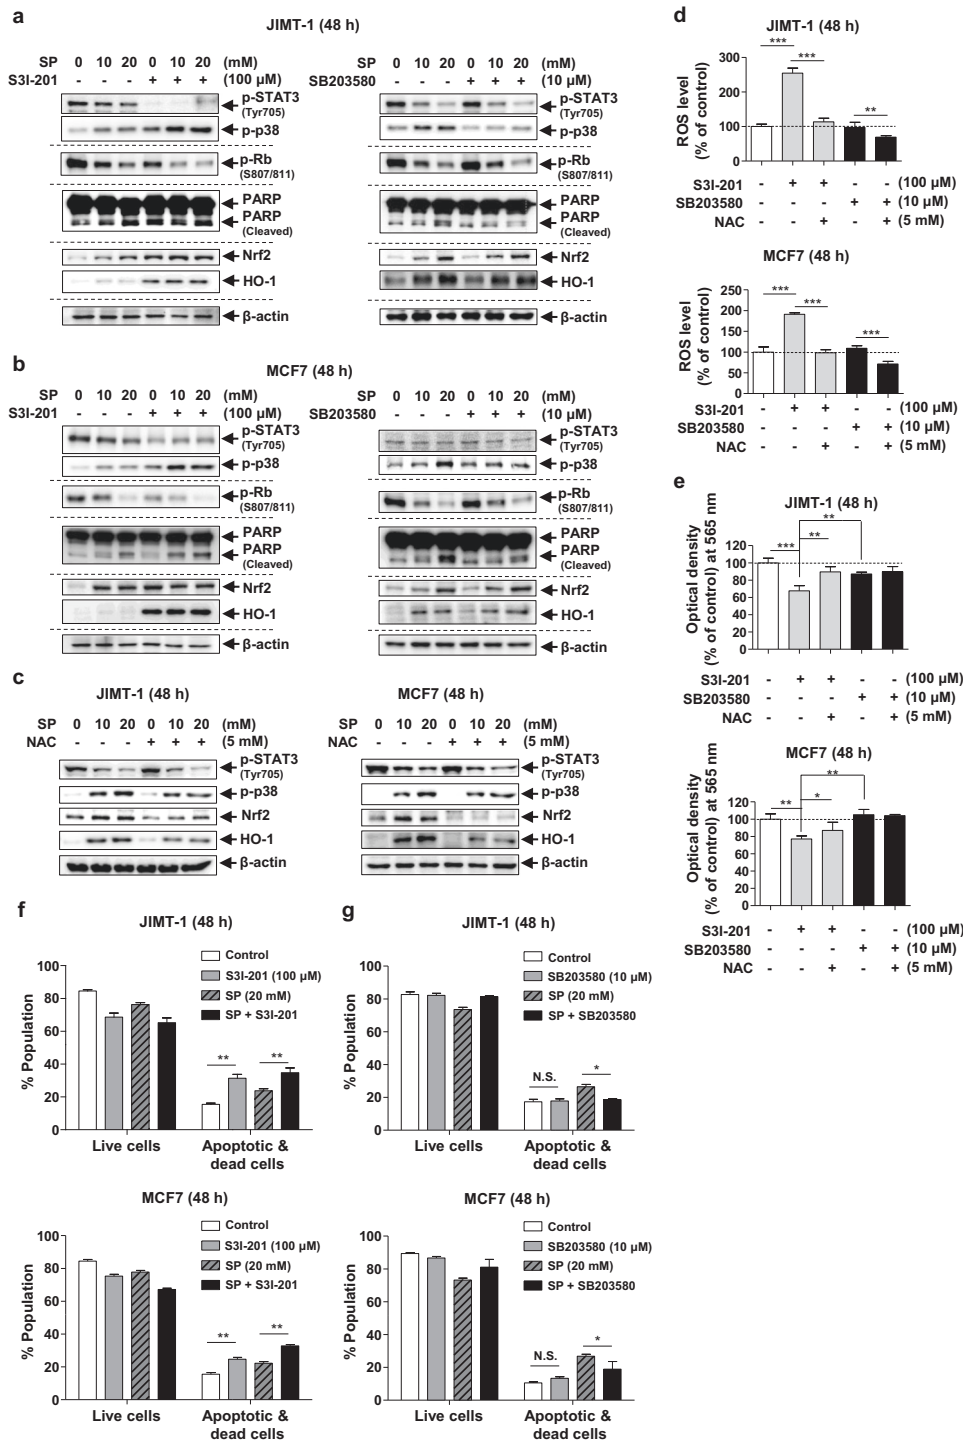 a
JIMT-1 (48 h)
SP 0 10 20 0 10 20 (mM)
S3I-201 - - - + + + (100 µM)
p-STAT3
(Tyr705)
p-p38
p-Rb
(S807/811)
PARP
PARP
(Cleaved)
Nrf2
HO-1
β-actin
SP 0 10 20 0 10 20 (mM)
SB203580 - - - + + + (10 µM)
p-STAT3
(Tyr705)
p-p38
p-Rb
(S807/811)
PARP
PARP
(Cleaved)
Nrf2
HO-1
β-actin
b
MCF7 (48 h)
SP 0 10 20 0 10 20 (mM)
S3I-201 - - - + + + (100 µM)
p-STAT3
(Tyr705)
p-p38
p-Rb
(S807/811)
PARP
PARP
(Cleaved)
Nrf2
HO-1
β-actin
SP 0 10 20 0 10 20 (mM)
SB203580 - - - + + + (10 µM)
p-STAT3
(Tyr705)
p-p38
p-Rb
(S807/811)
PARP
PARP
(Cleaved)
Nrf2
HO-1
β-actin
c
JIMT-1 (48 h)
SP 0 10 20 0 10 20 (mM)
NAC - - - + + + (5 mM)
p-STAT3
(Tyr705)
p-p38
Nrf2
HO-1
β-actin
MCF7 (48 h)
SP 0 10 20 0 10 20 (mM)
NAC - - - + + + (5 mM)
p-STAT3
(Tyr705)
p-p38
Nrf2
HO-1
β-actin
d
JIMT-1 (48 h)
ROS level
(% of control)
300
200
100
0
*** *** **
S3I-201 - + + - - (100 µM)
SB203580 - - - + + (10 µM)
NAC - - + - + (5 mM)
MCF7 (48 h)
ROS level
(% of control)
250
200
150
100
50
0
*** *** ***
S3I-201 - + + - - (100 µM)
SB203580 - - - + + (10 µM)
NAC - - + - + (5 mM)
e
JIMT-1 (48 h)
Optical density
(% of control) at 565 nm
120
100
80
60
40
20
0
*** ** **
S3I-201 - + + - - (100 µM)
SB203580 - - - + + (10 µM)
NAC - - + - + (5 mM)
MCF7 (48 h)
Optical density
(% of control) at 565 nm
120
100
80
60
40
20
0
** * **
S3I-201 - + + - - (100 µM)
SB203580 - - - + + (10 µM)
NAC - - + - + (5 mM)
f
JIMT-1 (48 h)
Control
S3I-201 (100 µM)
SP (20 mM)
SP + S3I-201
% Population
100
80
60
40
20
0
** **
Live cells Apoptotic &
dead cells
MCF7 (48 h)
Control
S3I-201 (100 µM)
SP (20 mM)
SP + S3I-201
% Population
100
80
60
40
20
0
** **
Live cells Apoptotic &
dead cells
g
JIMT-1 (48 h)
Control
SB203580 (10 µM)
SP (20 mM)
SP + SB203580
% Population
100
80
60
40
20
0
N.S. *
Live cells Apoptotic &
dead cells
MCF7 (48 h)
Control
SB203580 (10 µM)
SP (20 mM)
SP + SB203580
% Population
100
80
60
40
20
0
N.S. *
Live cells Apoptotic &
dead cells